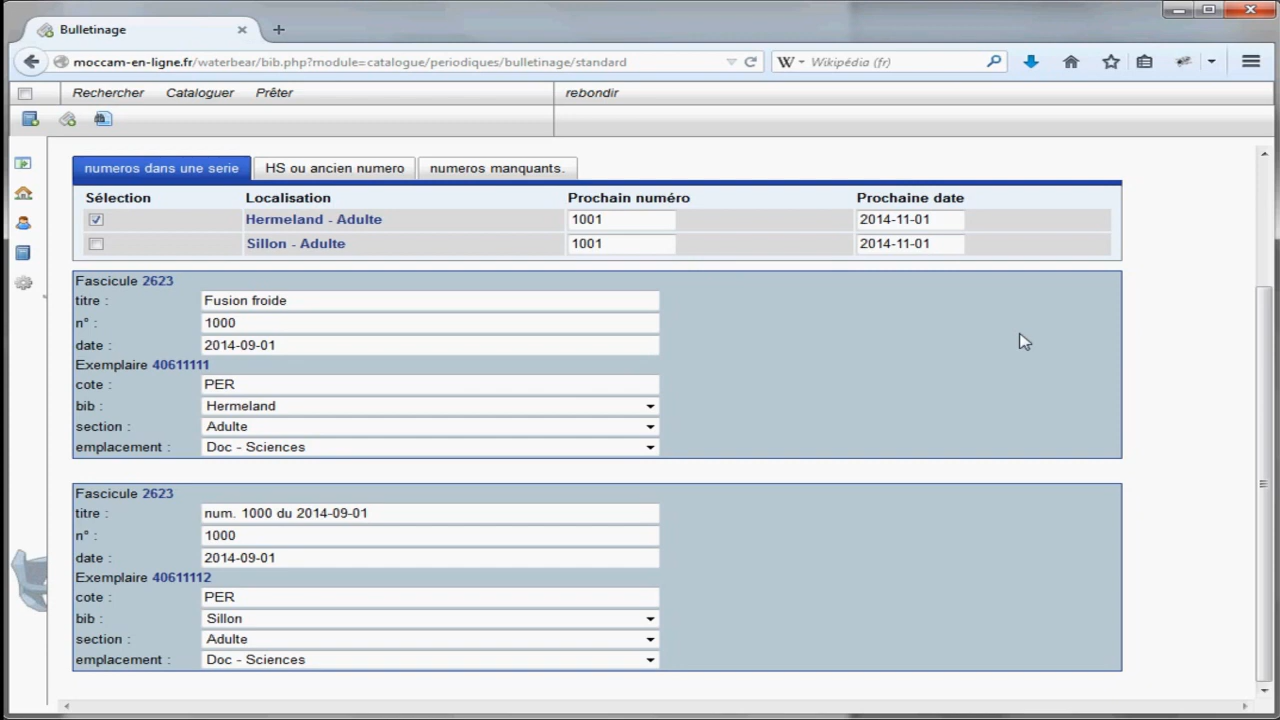 Bulletinage
moccam-en-ligne.fr/waterbear/bib.php?module=catalogue/periodiques/bulletinage/standard
W Wikipédia (fr)
Rechercher Cataloguer Prêter rebondir
numeros dans une serie HS ou ancien numero numeros manquants.
Sélection Localisation Prochain numéro Prochaine date
Hermeland - Adulte 1001 2014-11-01
Sillon - Adulte 1001 2014-11-01
Fascicule 2623
titre : Fusion froide
n° : 1000
date : 2014-09-01
Exemplaire 40611111
cote : PER
bib : Hermeland
section : Adulte
emplacement : Doc - Sciences
Fascicule 2623
titre : num. 1000 du 2014-09-01
n° : 1000
date : 2014-09-01
Exemplaire 40611112
cote : PER
bib : Sillon
section : Adulte
emplacement : Doc - Sciences